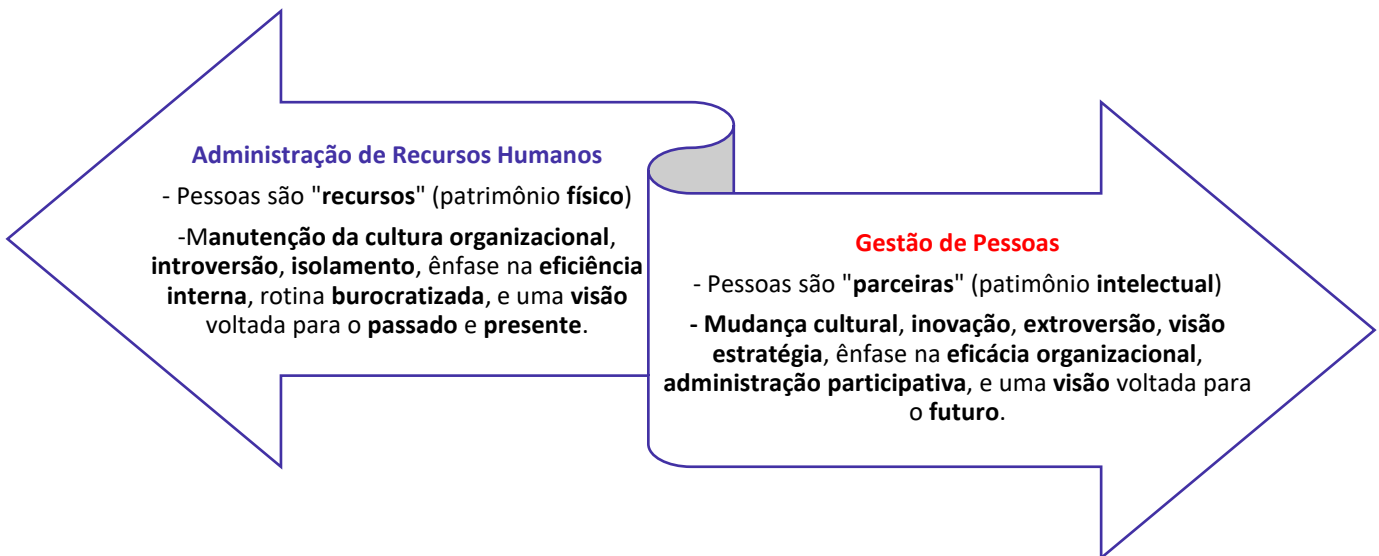 Administração de Recursos Humanos
- Pessoas são "recursos" (patrimônio físico)
-Manutenção da cultura organizacional,
introversão, isolamento, ênfase na eficiência
interna, rotina burocratizada, e uma visão
voltada para o passado e presente.
Gestão de Pessoas
- Pessoas são "parceiras" (patimônio intelectual)
- Mudança cultural, inovação, extroversão, visão
estratégia, ênfase na eficácia organizacional,
administração participativa, e uma visão voltada para
o futuro.